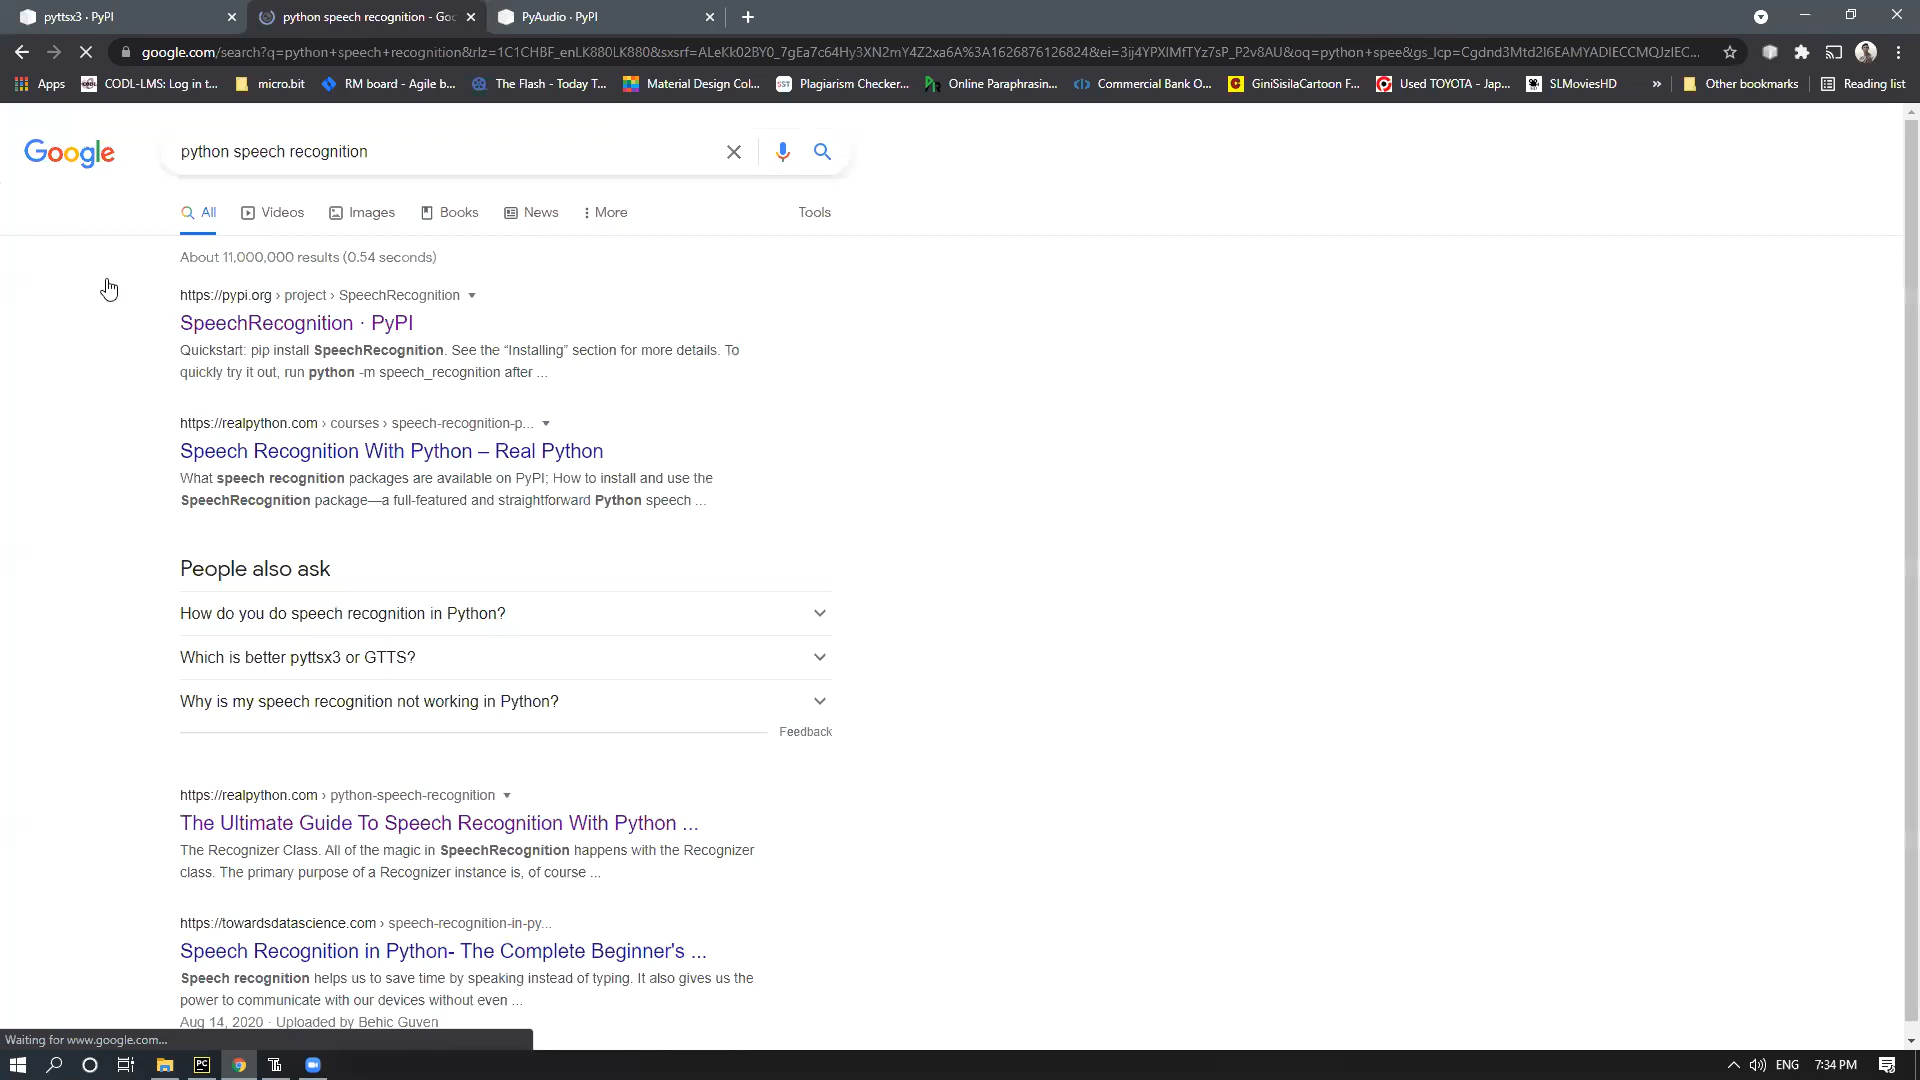 pyttsx3 · PyPI
python speech recognition - Goo
PyAudio · PyPI
google.com/search?q=python+speech+recognition&rlz=1C1CHBF_enLK880LK880&sxsrf=ALeKk02BY0_7gEa7c64Hy3XN2mY4Z2xa6A%3A1626876126824&ei=3ij4YPXIMfTYz7sP_P2v8AU&oq=python+spee&gs_lcp=Cgdnd3Mtd2l6EAMYADIECCMQJzIEC...
Apps
CODL-LMS: Log in t...
micro:bit
RM board - Agile b...
The Flash - Today T...
Material Design Col...
Plagiarism Checker...
Online Paraphrasin...
Commercial Bank O...
GiniSisilaCartoon F...
Used TOYOTA - Jap...
SLMoviesHD
»
Other bookmarks
Reading list
Google
python speech recognition
All
Videos
Images
Books
News
More
Tools
About 11,000,000 results (0.54 seconds)
https://pypi.org › project › SpeechRecognition
SpeechRecognition · PyPI
Quickstart: pip install SpeechRecognition. See the “Installing” section for more details. To
quickly try it out, run python -m speech_recognition after ...
https://realpython.com › courses › speech-recognition-p...
Speech Recognition With Python – Real Python
What speech recognition packages are available on PyPI; How to install and use the
SpeechRecognition package—a full-featured and straightforward Python speech ...
People also ask
How do you do speech recognition in Python?
Which is better pyttsx3 or GTTS?
Why is my speech recognition not working in Python?
Feedback
https://realpython.com › python-speech-recognition
The Ultimate Guide To Speech Recognition With Python ...
The Recognizer Class. All of the magic in SpeechRecognition happens with the Recognizer
class. The primary purpose of a Recognizer instance is, of course ...
https://towardsdatascience.com › speech-recognition-in-py...
Speech Recognition in Python- The Complete Beginner's ...
Speech recognition helps us to save time by speaking instead of typing. It also gives us the
power to communicate with our devices without even ...
Aug 14, 2020 · Uploaded by Behic Guven
Waiting for www.google.com...
PC
ENG
7:34 PM